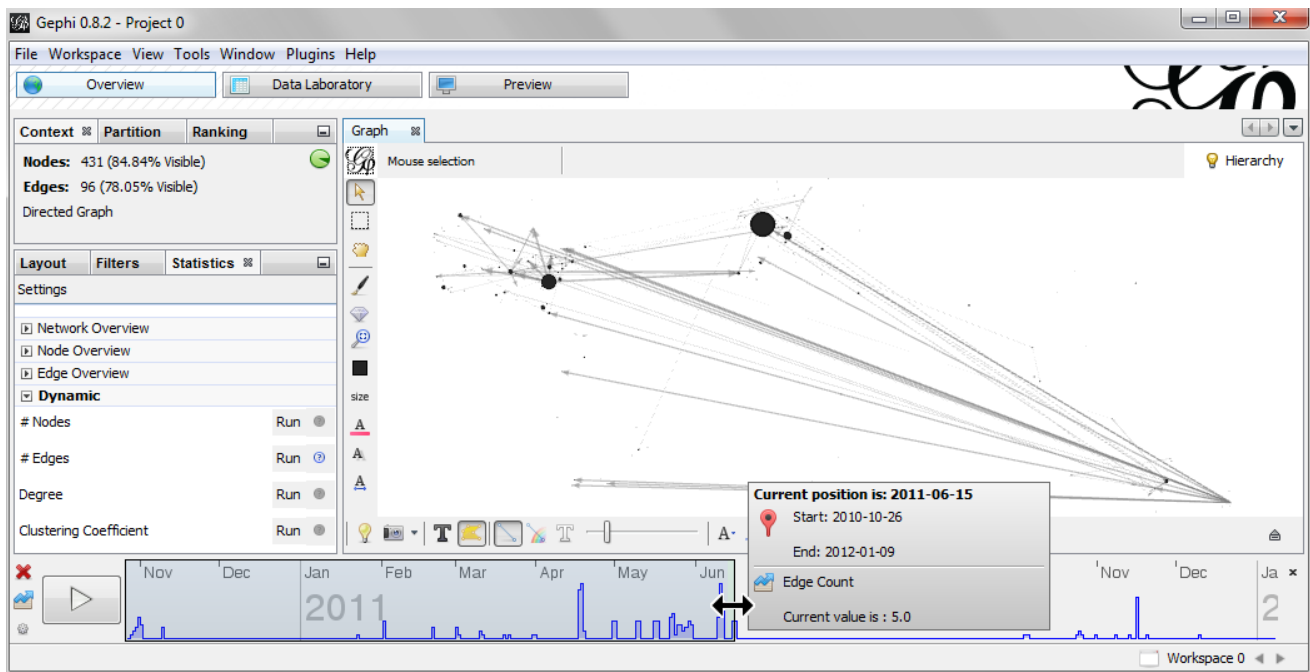 Gephi 0.8.2 - Project 0
File Workspace View Tools Window Plugins Help
Overview Data Laboratory Preview
Context Partition Ranking
Nodes: 431 (84.84% Visible)
Edges: 96 (78.05% Visible)
Directed Graph
Layout Filters Statistics
Settings
Network Overview
Node Overview
Edge Overview
Dynamic
# Nodes Run
# Edges Run
Degree Run
Clustering Coefficient Run
Graph
Mouse selection Hierarchy
size
A
A
A
T T A-
Current position is: 2011-06-15
Start: 2010-10-26
End: 2012-01-09
Edge Count
Current value is : 5.0
'Nov 'Dec Jan 'Feb 'Mar 'Apr 'May 'Jun 'Nov 'Dec Ja
2011 2
Workspace 0